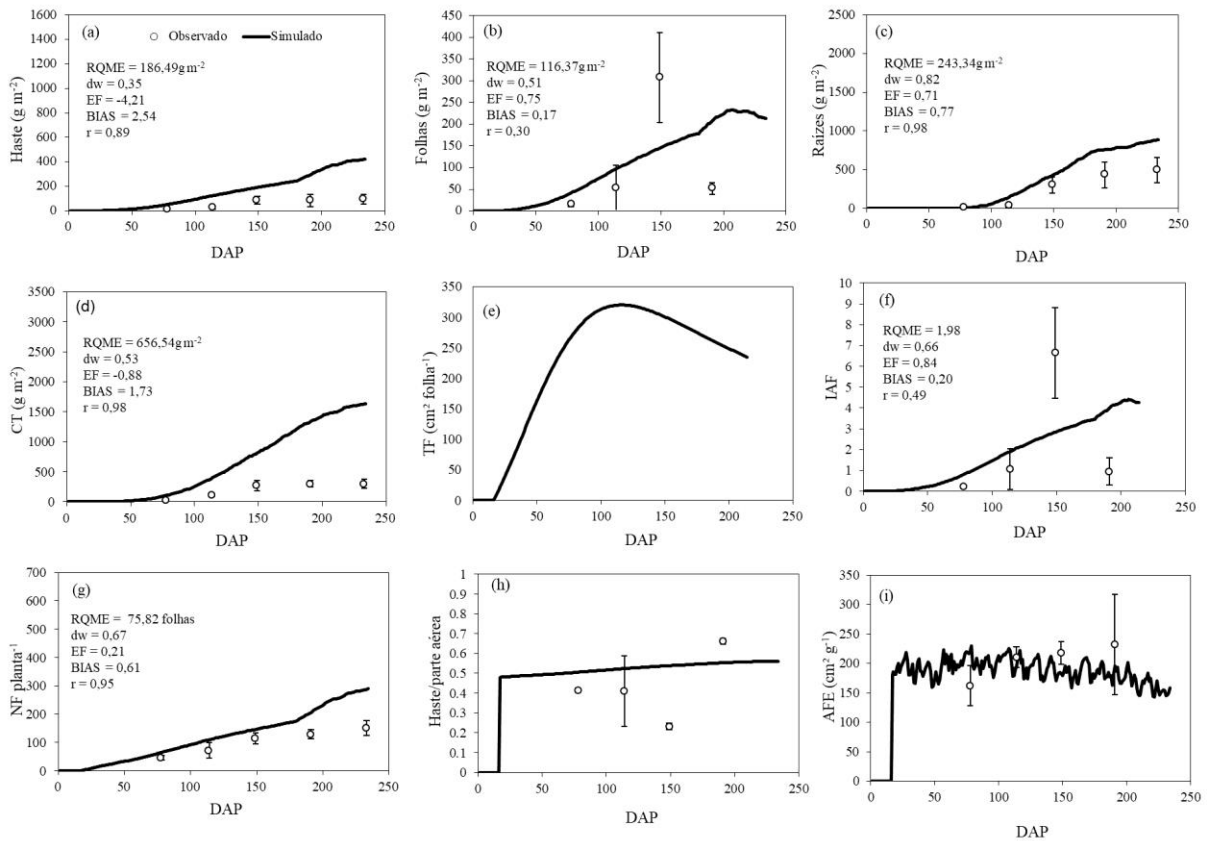 (a)
Observado
Simulado
RQME = 186,49gm⁻²
dw = 0,35
EF = -4,21
BIAS = 2,54
r = 0,89
Haste (g m⁻²)
1600
1400
1200
1000
800
600
400
200
0
0 50 100 150 200 250
DAP
(b)
RQME = 116,37gm⁻²
dw = 0,51
EF = 0,75
BIAS = 0,17
r = 0,30
Folhas (g m⁻²)
450
400
350
300
250
200
150
100
50
0
0 50 100 150 200 250
DAP
(c)
RQME = 243,34gm⁻²
dw = 0,82
EF = 0,71
BIAS = 0,77
r = 0,98
Raizes (g m⁻²)
2500
2000
1500
1000
500
0
0 50 100 150 200 250
DAP
(d)
RQME = 656,54gm⁻²
dw = 0,53
EF = -0,88
BIAS = 1,73
r = 0,98
CT (g m⁻²)
3500
3000
2500
2000
1500
1000
500
0
0 50 100 150 200 250
DAP
(e)
TF (cm² folha⁻¹)
350
300
250
200
150
100
50
0
0 50 100 150 200 250
DAP
(f)
RQME = 1,98
dw = 0,66
EF = 0,84
BIAS = 0,20
r = 0,49
IAF
10
9
8
7
6
5
4
3
2
1
0
0 50 100 150 200 250
DAP
(g)
RQME = 75,82 folhas
dw = 0,67
EF = 0,21
BIAS = 0,61
r = 0,95
NF planta⁻¹
700
600
500
400
300
200
100
0
0 50 100 150 200 250
DAP
(h)
Haste/parte aérea
1
0.9
0.8
0.7
0.6
0.5
0.4
0.3
0.2
0.1
0
0 50 100 150 200 250
DAP
(i)
AFE (cm² g⁻¹)
350
300
250
200
150
100
50
0
0 50 100 150 200 250
DAP